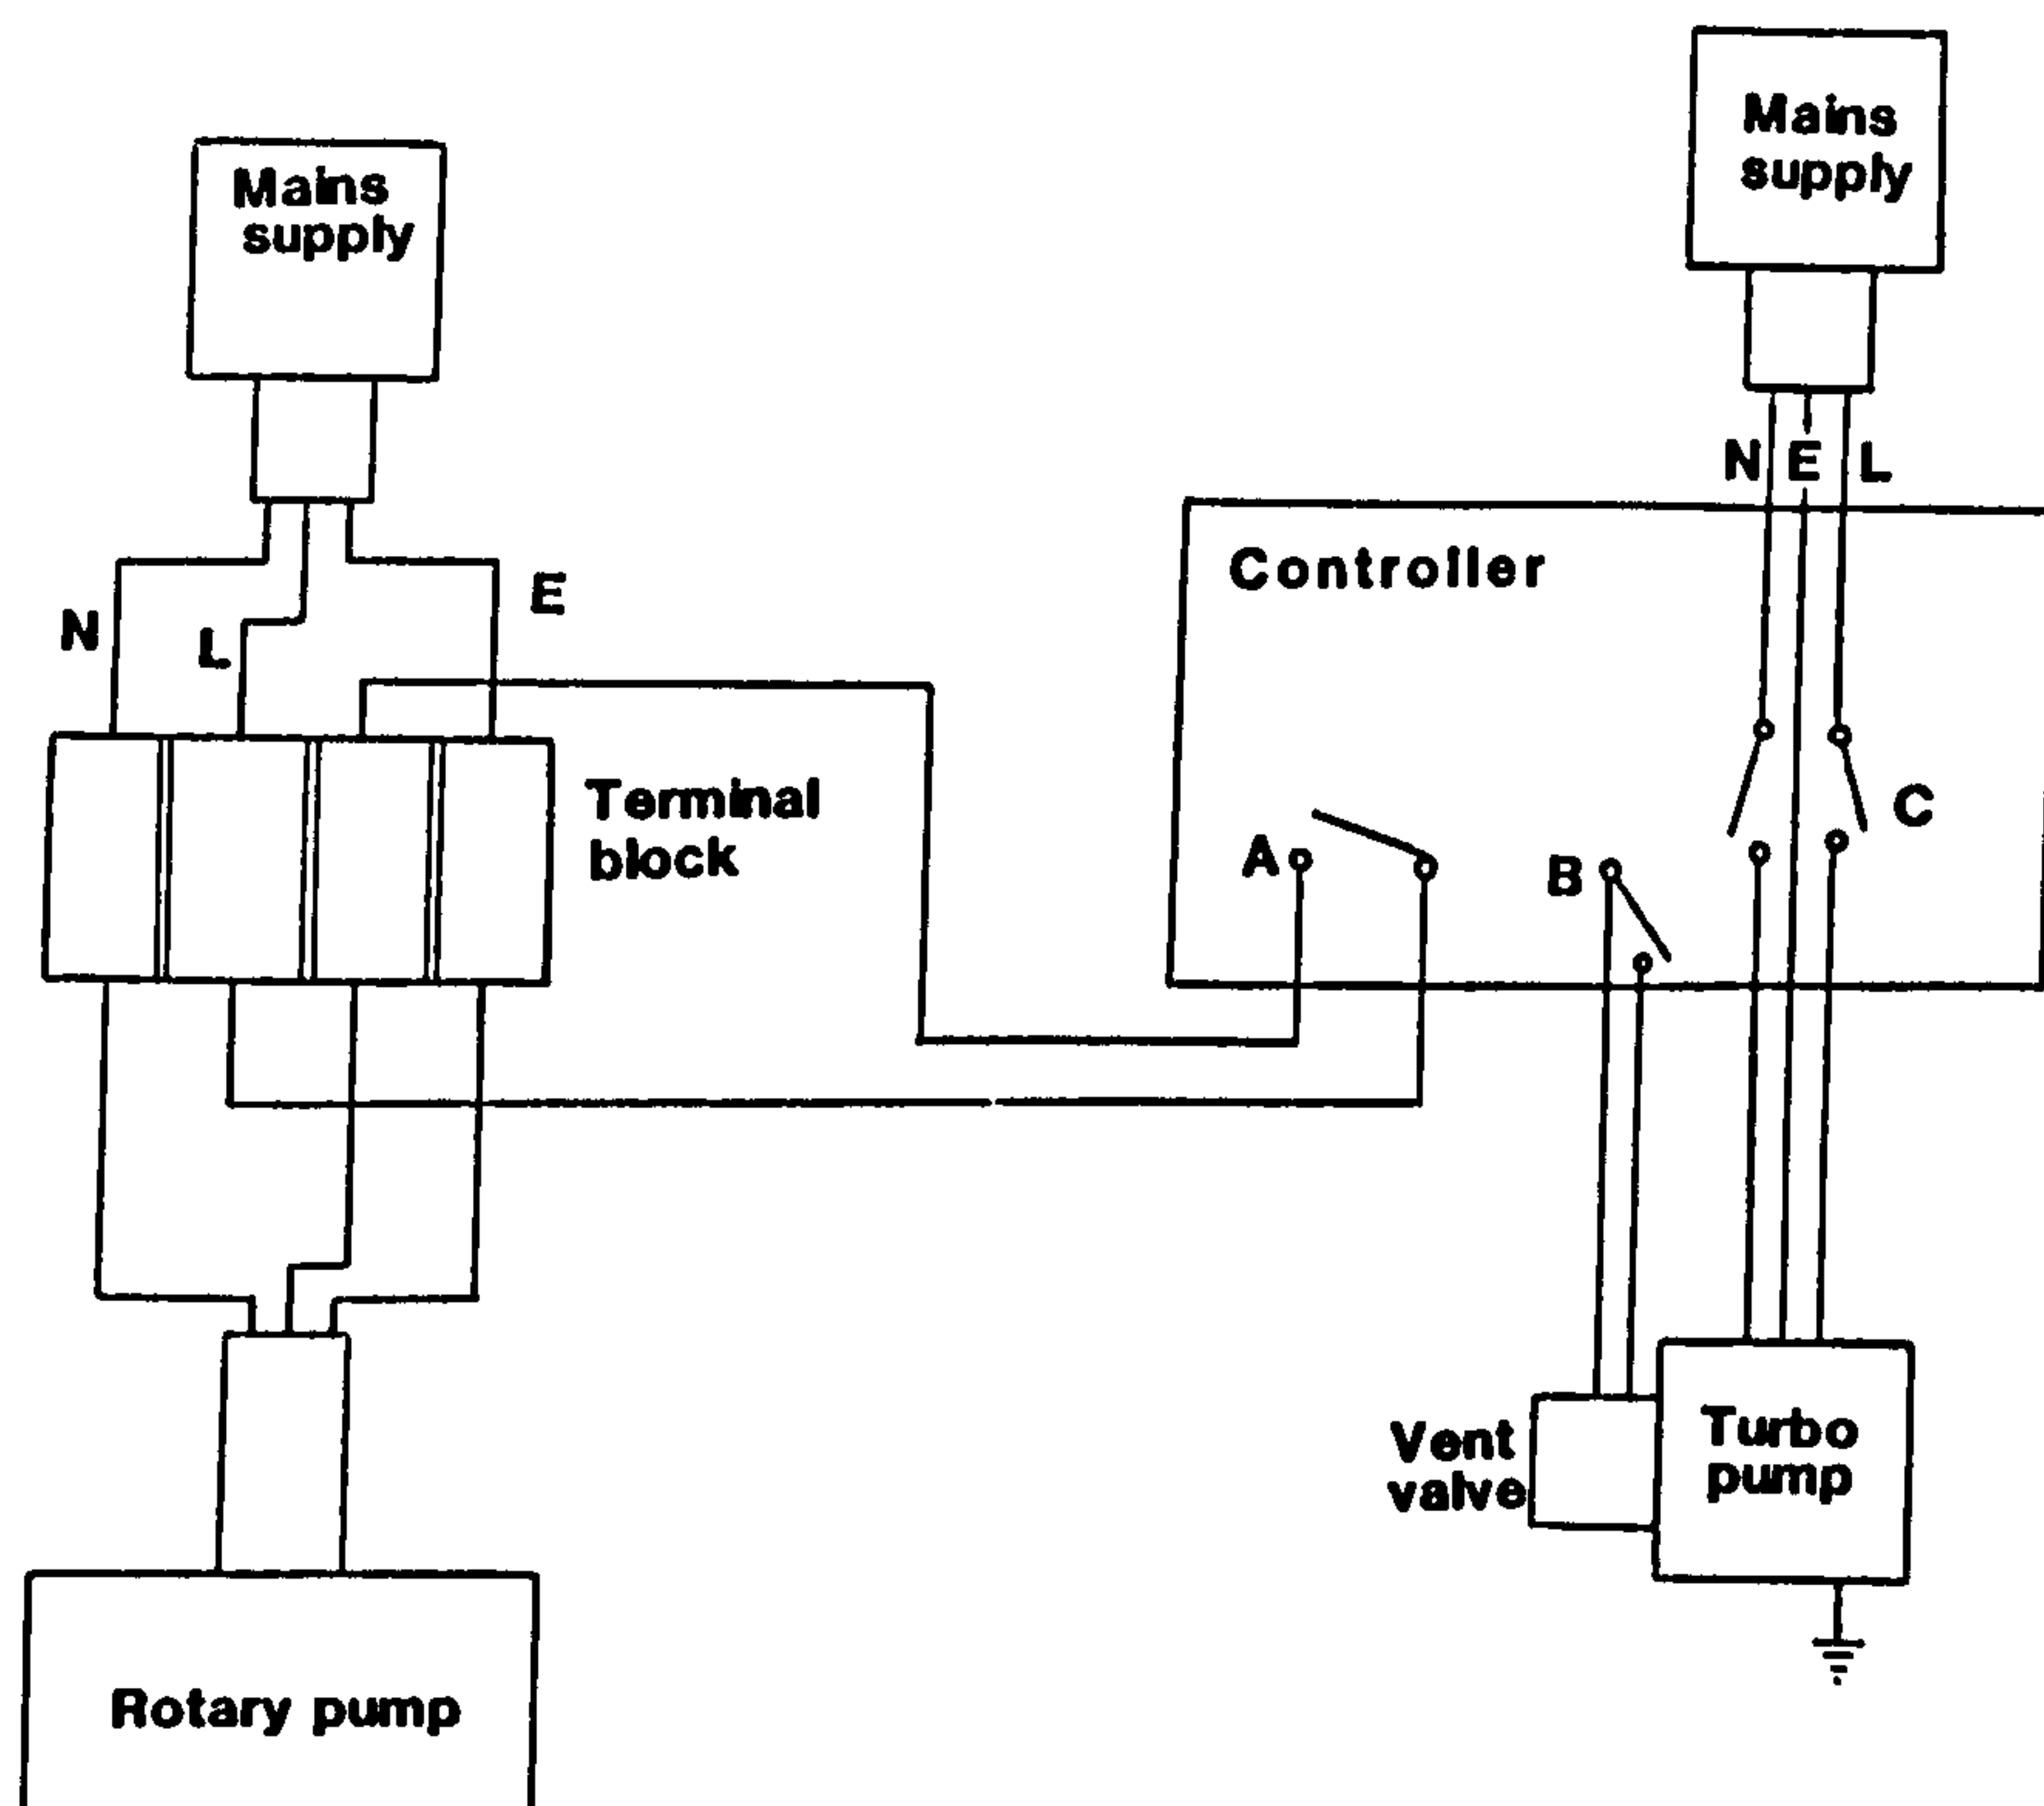 Mains
supply
Mains
supply
N E L
Controller
E
N
L
Terminal
block
C
A
B
Vent
valve
Turbo
pump
Rotary pump